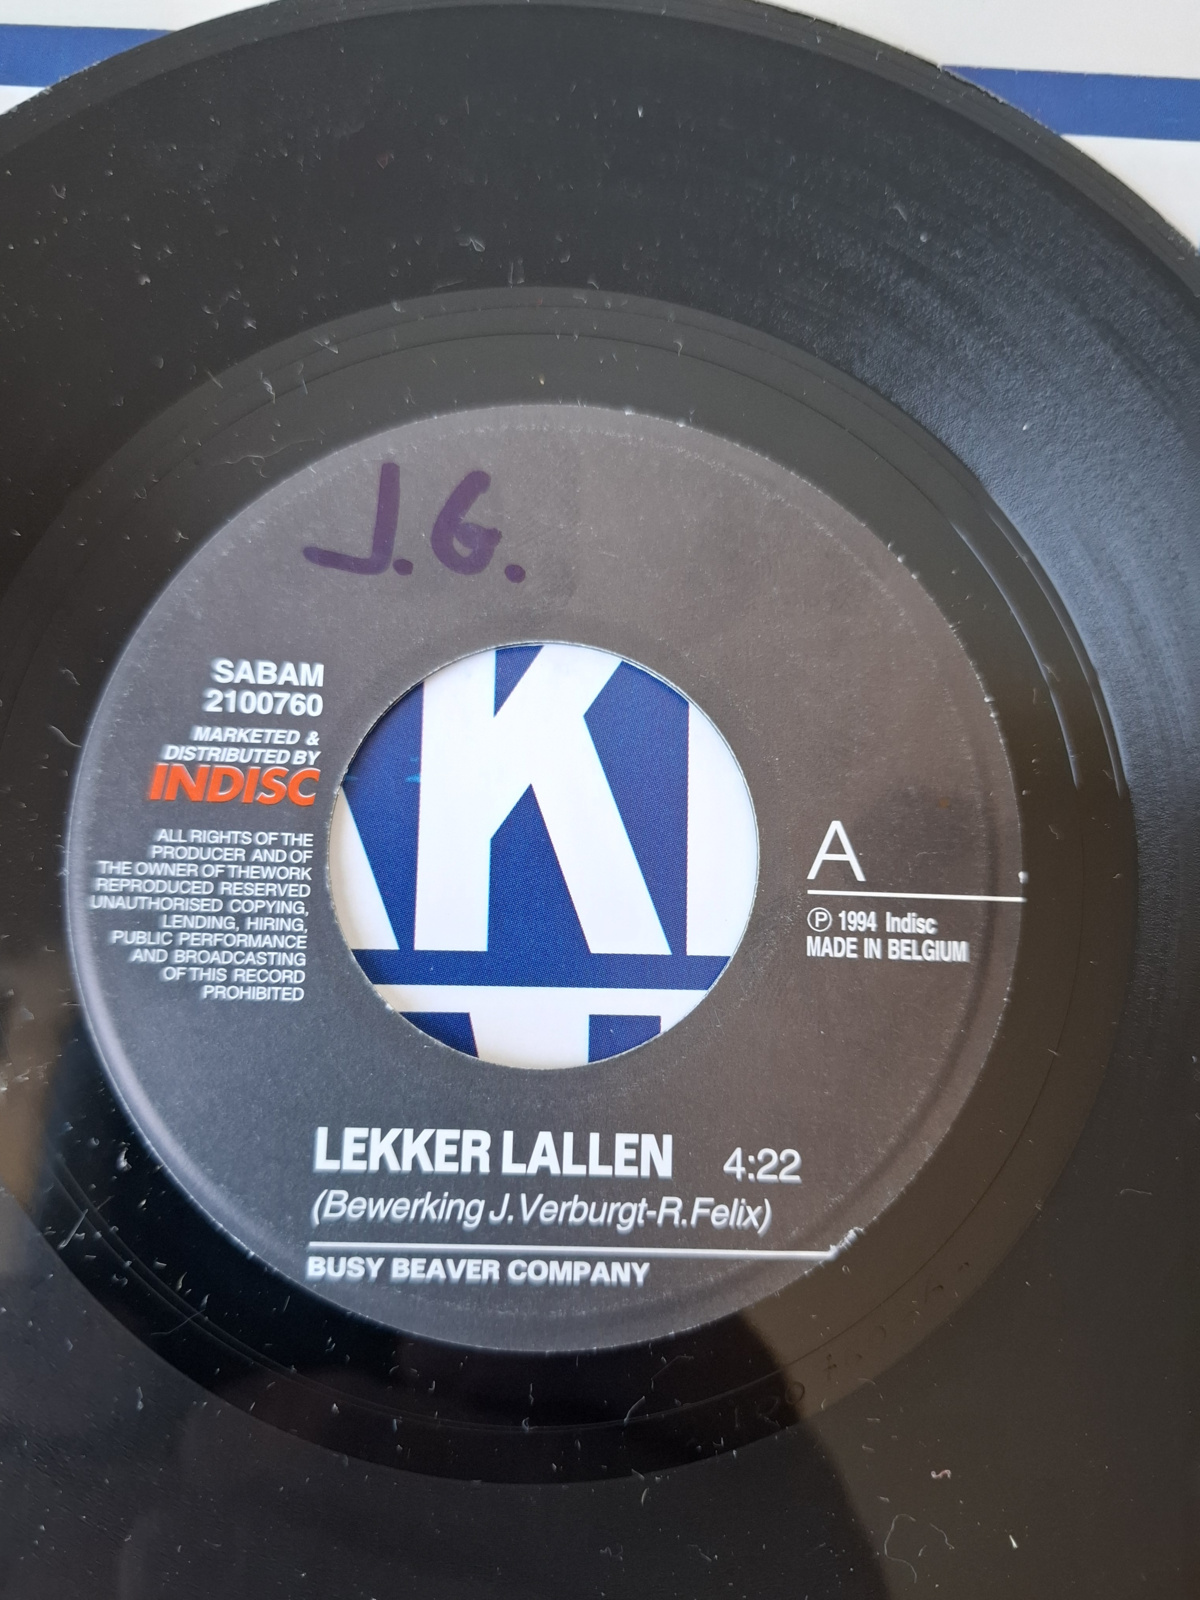 J.G.
SABAM
2100760
MARKETED &
DISTRIBUTED BY
INDISC
ALL RIGHTS OF THE
PRODUCER AND OF
THE OWNER OF THEWORK
REPRODUCED RESERVED
UNAUTHORISED COPYING,
LENDING, HIRING,
PUBLIC PERFORMANCE
AND BROADCASTING
OF THIS RECORD
PROHIBITED
K
A
Ⓟ 1994 Indisc
MADE IN BELGIUM
LEKKER LALLEN 4:22
(Bewerking J.Verburgt-R.Felix)
BUSY BEAVER COMPANY